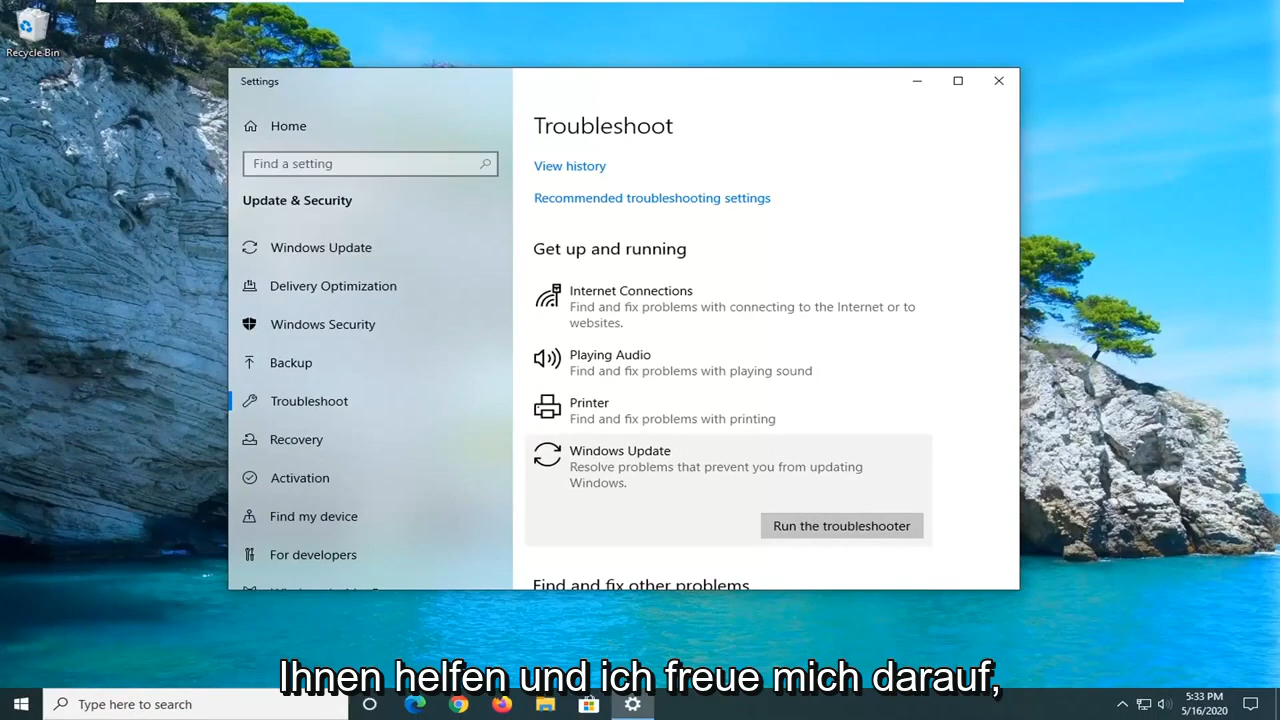 Recycle Bin
Settings
Home
Find a setting
Update & Security
Windows Update
Delivery Optimization
Windows Security
Backup
Troubleshoot
Recovery
Activation
Find my device
For developers
Troubleshoot
View history
Recommended troubleshooting settings
Get up and running
Internet Connections
Find and fix problems with connecting to the Internet or to
websites.
Playing Audio
Find and fix problems with playing sound
Printer
Find and fix problems with printing
Windows Update
Resolve problems that prevent you from updating
Windows.
Run the troubleshooter
Find and fix other problems
Ihnen helfen und ich freue mich darauf,
Type here to search
5:33 PM
5/16/2020